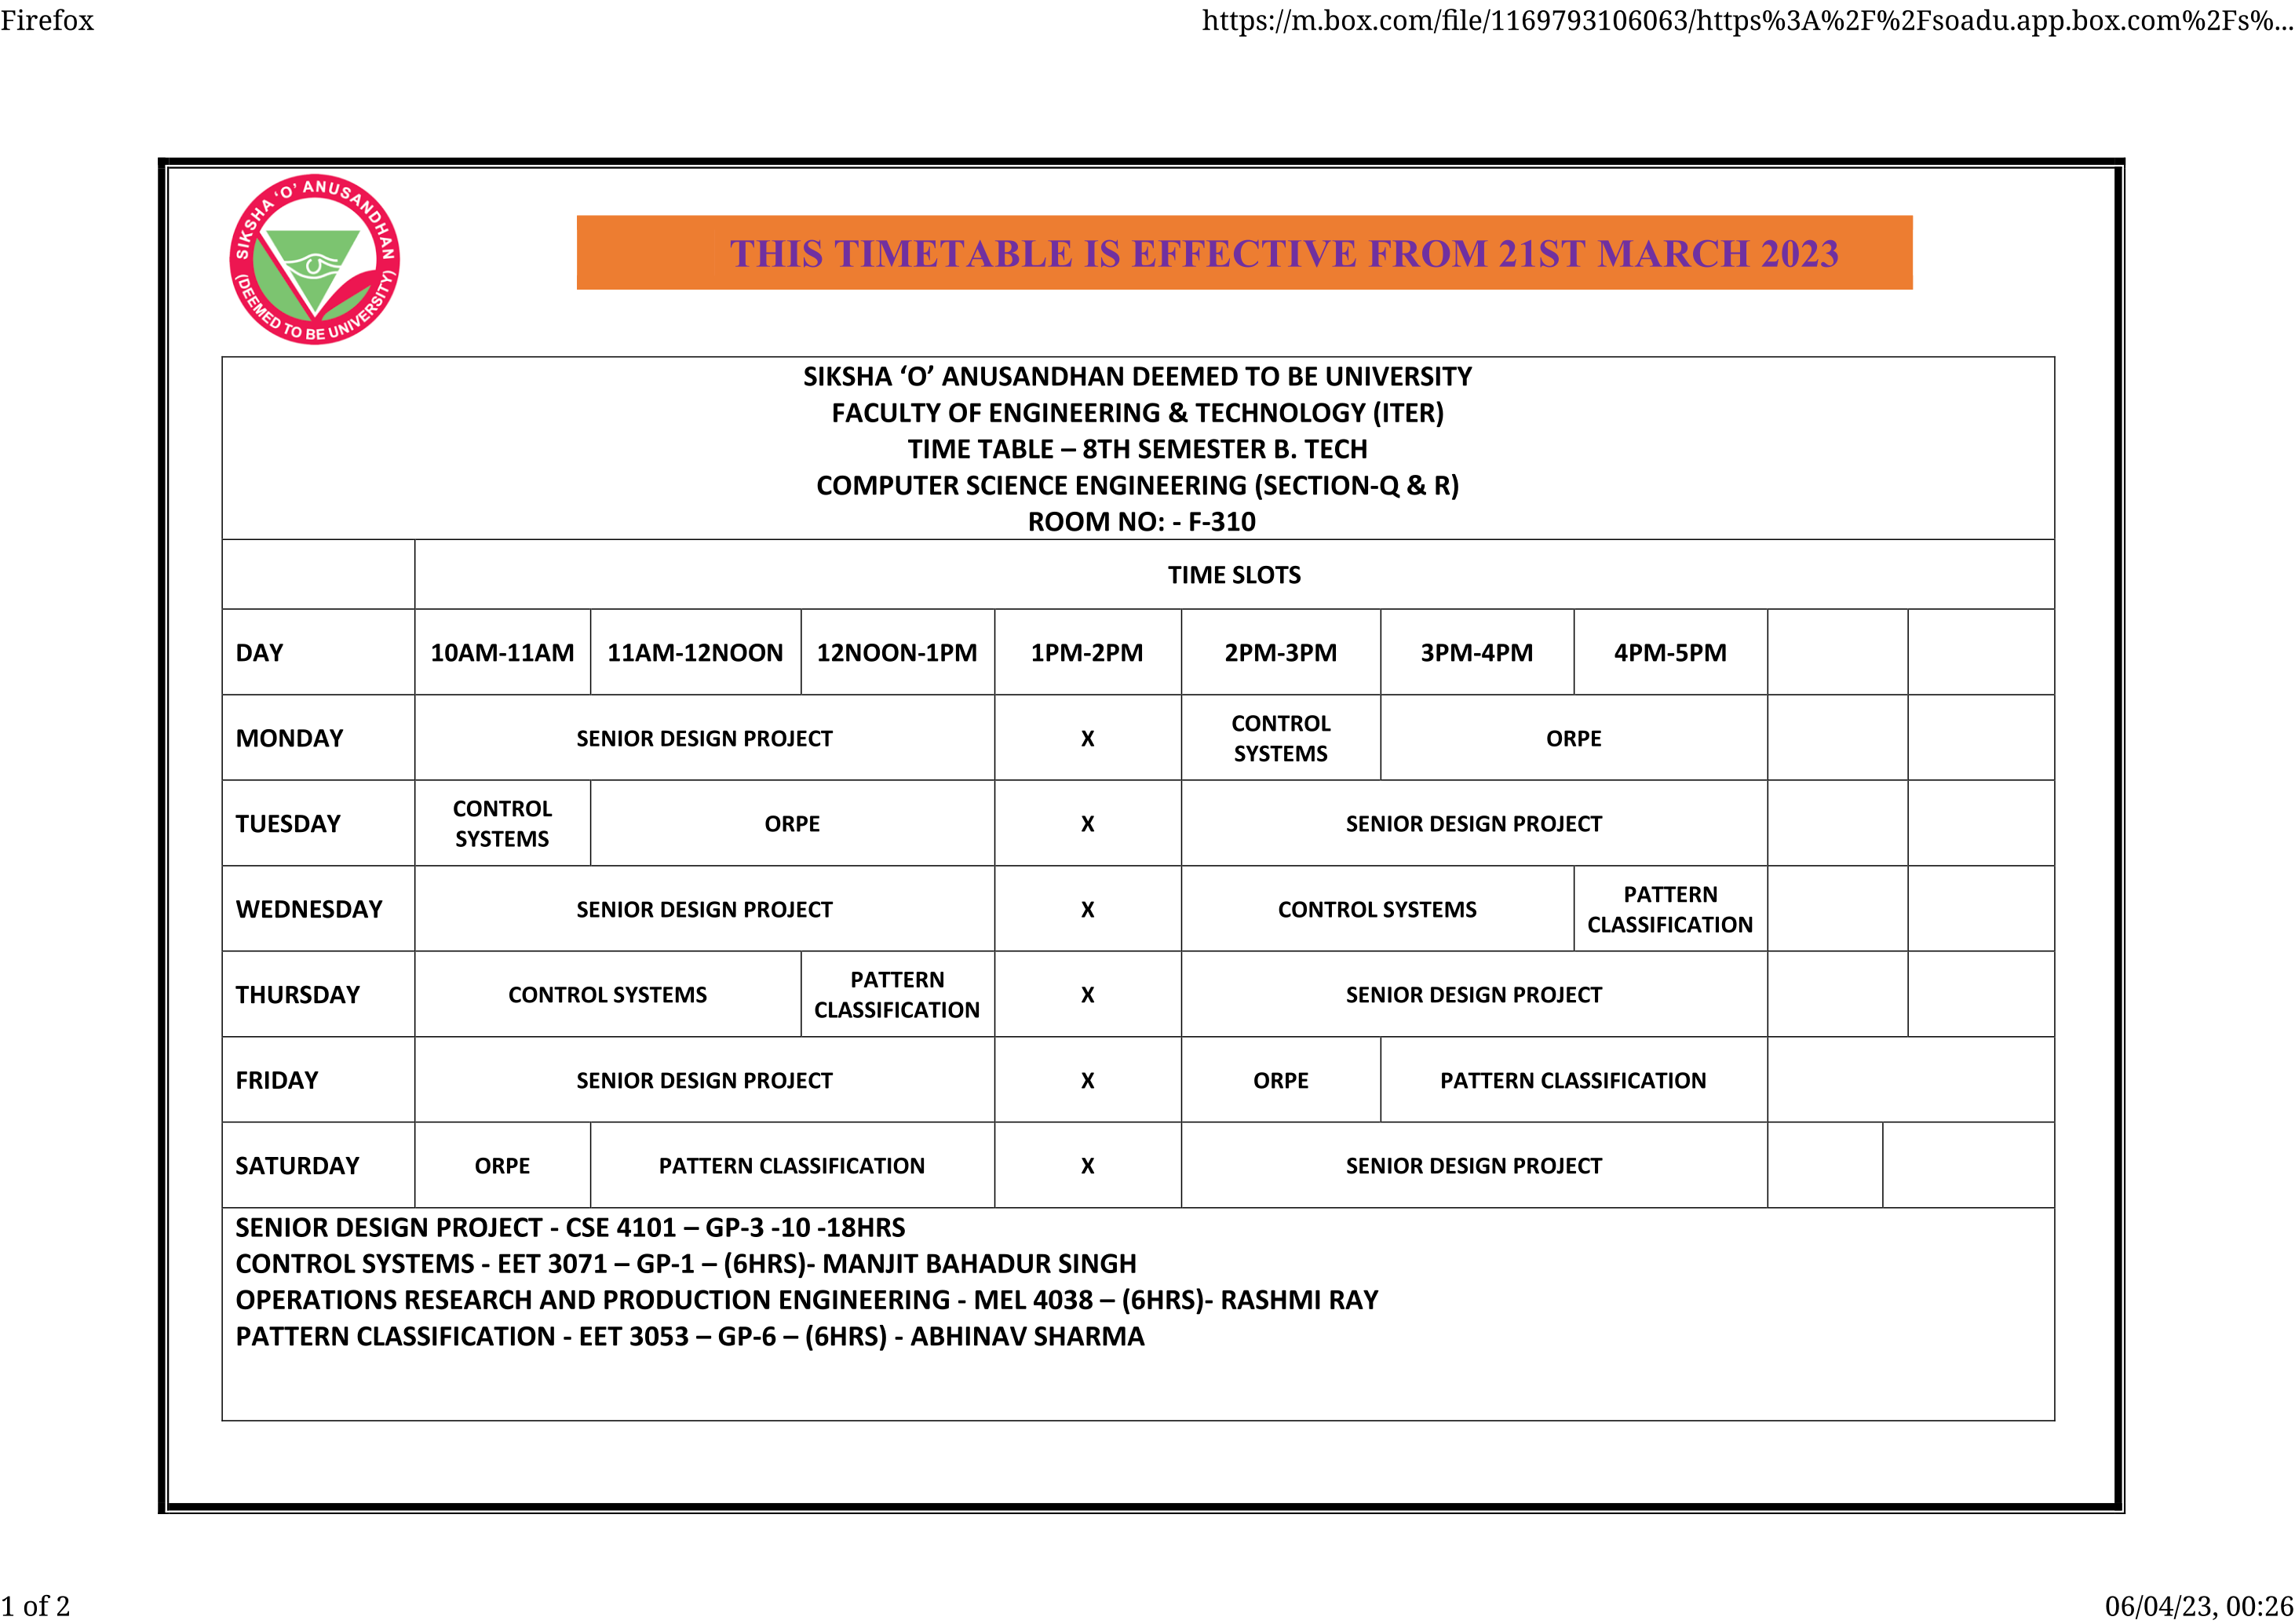 Firefox
https://m.box.com/file/1169793106063/https%3A%2F%2Fsoadu.app.box.com%2Fs%...
SIKSHA ‘O’ ANUSANDHAN
(DEEMED TO BE UNIVERSITY)
THIS TIMETABLE IS EFFECTIVE FROM 21ST MARCH 2023
SIKSHA ‘O’ ANUSANDHAN DEEMED TO BE UNIVERSITY
FACULTY OF ENGINEERING & TECHNOLOGY (ITER)
TIME TABLE – 8TH SEMESTER B. TECH
COMPUTER SCIENCE ENGINEERING (SECTION-Q & R)
ROOM NO: - F-310
TIME SLOTS
DAY 10AM-11AM 11AM-12NOON 12NOON-1PM 1PM-2PM 2PM-3PM 3PM-4PM 4PM-5PM
MONDAY SENIOR DESIGN PROJECT X CONTROL
SYSTEMS ORPE
TUESDAY CONTROL
SYSTEMS ORPE X SENIOR DESIGN PROJECT
WEDNESDAY SENIOR DESIGN PROJECT X CONTROL SYSTEMS PATTERN
CLASSIFICATION
THURSDAY CONTROL SYSTEMS PATTERN
CLASSIFICATION X SENIOR DESIGN PROJECT
FRIDAY SENIOR DESIGN PROJECT X ORPE PATTERN CLASSIFICATION
SATURDAY ORPE PATTERN CLASSIFICATION X SENIOR DESIGN PROJECT
SENIOR DESIGN PROJECT - CSE 4101 – GP-3 -10 -18HRS
CONTROL SYSTEMS - EET 3071 – GP-1 – (6HRS)- MANJIT BAHADUR SINGH
OPERATIONS RESEARCH AND PRODUCTION ENGINEERING - MEL 4038 – (6HRS)- RASHMI RAY
PATTERN CLASSIFICATION - EET 3053 – GP-6 – (6HRS) - ABHINAV SHARMA
1 of 2
06/04/23, 00:26